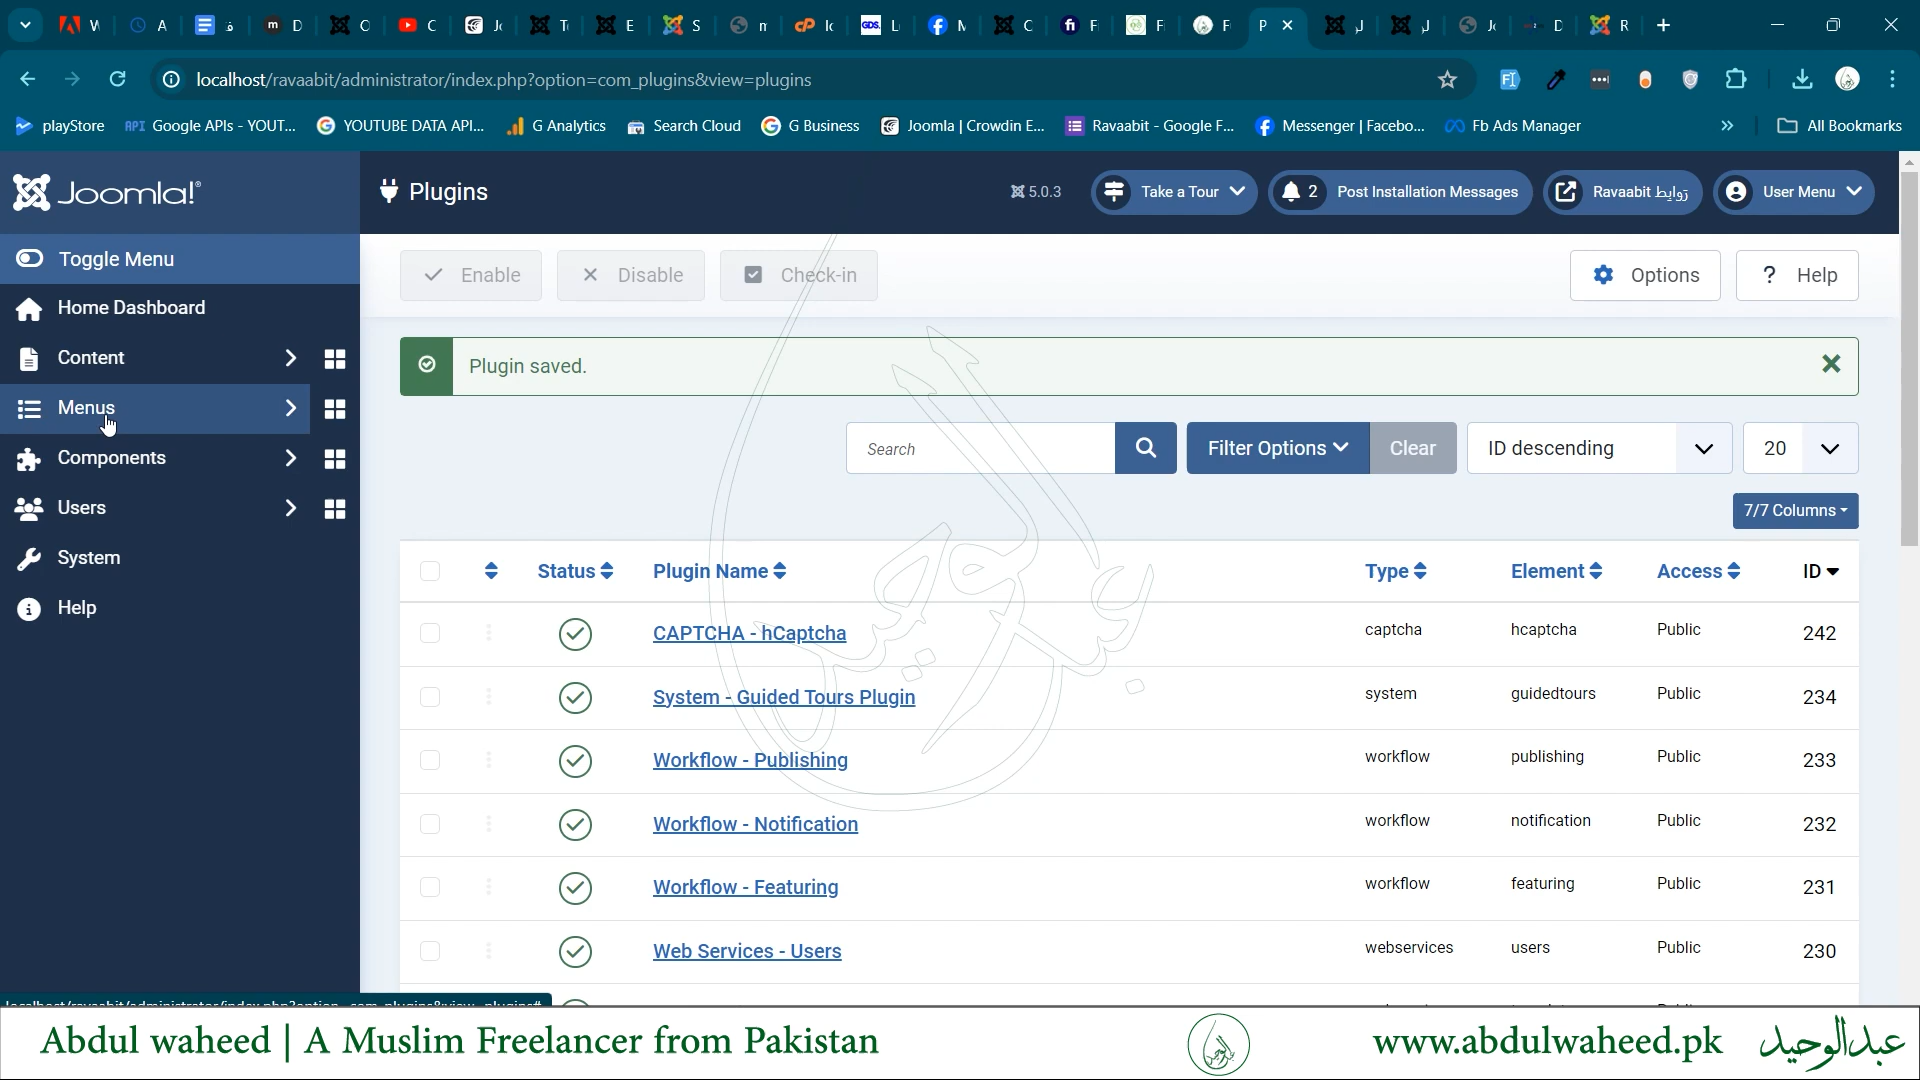 localhost/ravaabit/administrator/index.php?option=com_plugins&view=plugins
playStore
API Google APIs - YOUT...
YOUTUBE DATA API...
G Analytics
Search Cloud
G Business
Joomla | Crowdin E...
Ravaabit - Google F...
Messenger | Facebo...
Fb Ads Manager
All Bookmarks
Joomla!
Plugins
5.0.3
Take a Tour
2 Post Installation Messages
Ravaabit روابط
User Menu
Toggle Menu
Home Dashboard
Content
Menus
Components
Users
System
Help
Enable
Disable
Check-in
Options
? Help
Plugin saved.
Search
Filter Options
Clear
ID descending
20
7/7 Columns
Status Plugin Name Type Element Access ID
CAPTCHA - hCaptcha captcha hcaptcha Public 242
System - Guided Tours Plugin system guidedtours Public 234
Workflow - Publishing workflow publishing Public 233
Workflow - Notification workflow notification Public 232
Workflow - Featuring workflow featuring Public 231
Web Services - Users webservices users Public 230
Abdul waheed | A Muslim Freelancer from Pakistan
www.abdulwaheed.pk
عبدالوحید